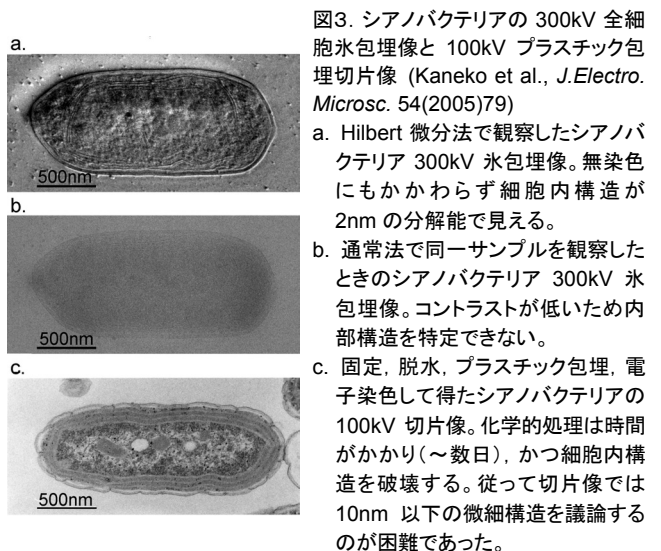 a.
500nm
b.
500nm
c.
500nm
図3. シアノバクテリアの 300kV 全細
胞氷包埋像と 100kV プラスチック包
埋切片像 (Kaneko et al., J.Electro.
Microsc. 54(2005)79)
a. Hilbert 微分法で観察したシアノバ
クテリア 300kV 氷包埋像。無染色
にもかかわらず細胞内構造が
2nm の分解能で見える。
b. 通常法で同一サンプルを観察した
ときのシアノバクテリア 300kV 氷
包埋像。コントラストが低いため内
部構造を特定できない。
c. 固定, 脱水, プラスチック包埋, 電
子染色して得たシアノバクテリアの
100kV 切片像。化学的処理は時間
がかかり(～数日), かつ細胞内構
造を破壊する。従って切片像では
10nm 以下の微細構造を議論する
のが困難であった。